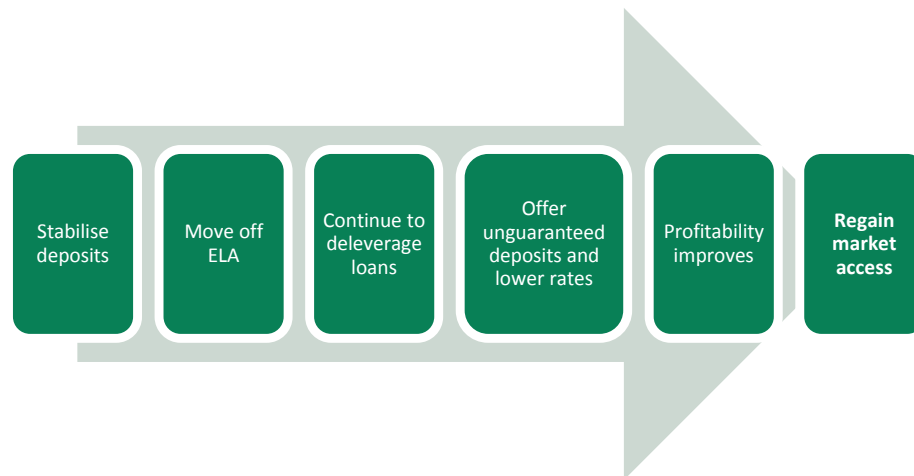 Stabilise
deposits
Move off
ELA
Continue to
deleverage
loans
Offer
unguaranteed
deposits and
lower rates
Profitability
improves
Regain
market
access